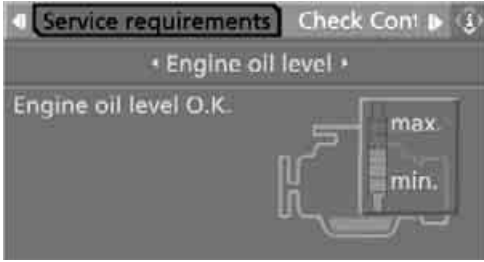 Service requirements Check Cont
Engine oil level
Engine oil level O.K.
max.
min.